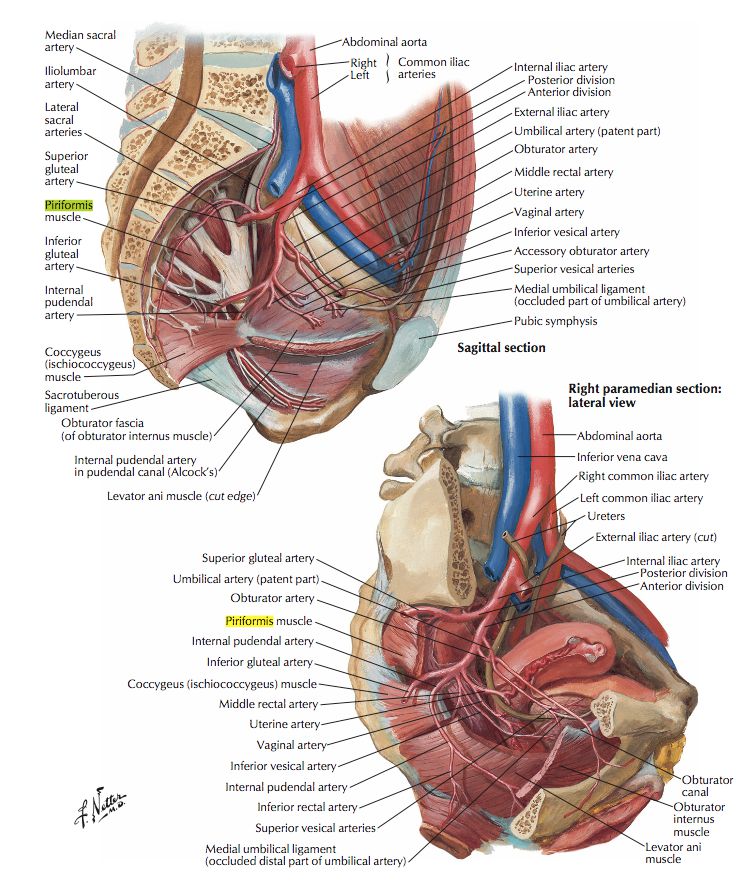 Median sacral
artery
Iliolumbar
artery
Lateral
sacral
arteries
Superior
gluteal
artery
Piriformis
muscle
Inferior
gluteal
artery
Internal
pudendal
artery
Coccygeus
(ischiococcygeus)
muscle
Sacrotuberous
ligament
Obturator fascia
(of obturator internus muscle)
Internal pudendal artery
in pudendal canal (Alcock's)
Levator ani muscle (cut edge)
Abdominal aorta
Right
Left
Common iliac
arteries
Internal iliac artery
Posterior division
Anterior division
External iliac artery
Umbilical artery (patent part)
Obturator artery
Middle rectal artery
Uterine artery
Vaginal artery
Inferior vesical artery
Accessory obturator artery
Superior vesical arteries
Medial umbilical ligament
(occluded part of umbilical artery)
Pubic symphysis
Sagittal section
Right paramedian section:
lateral view
Abdominal aorta
Inferior vena cava
Right common iliac artery
Left common iliac artery
Ureters
External iliac artery (cut)
Internal iliac artery
Posterior division
Anterior division
Superior gluteal artery
Umbilical artery (patent part)
Obturator artery
Piriformis muscle
Internal pudendal artery
Inferior gluteal artery
Coccygeus (ischiococcygeus) muscle
Middle rectal artery
Uterine artery
Vaginal artery
Inferior vesical artery
Internal pudendal artery
Inferior rectal artery
Superior vesical arteries
Medial umbilical ligament
(occluded distal part of umbilical artery)
Obturator
canal
Obturator
internus
muscle
Levator ani
muscle
F. Netter
M.D.